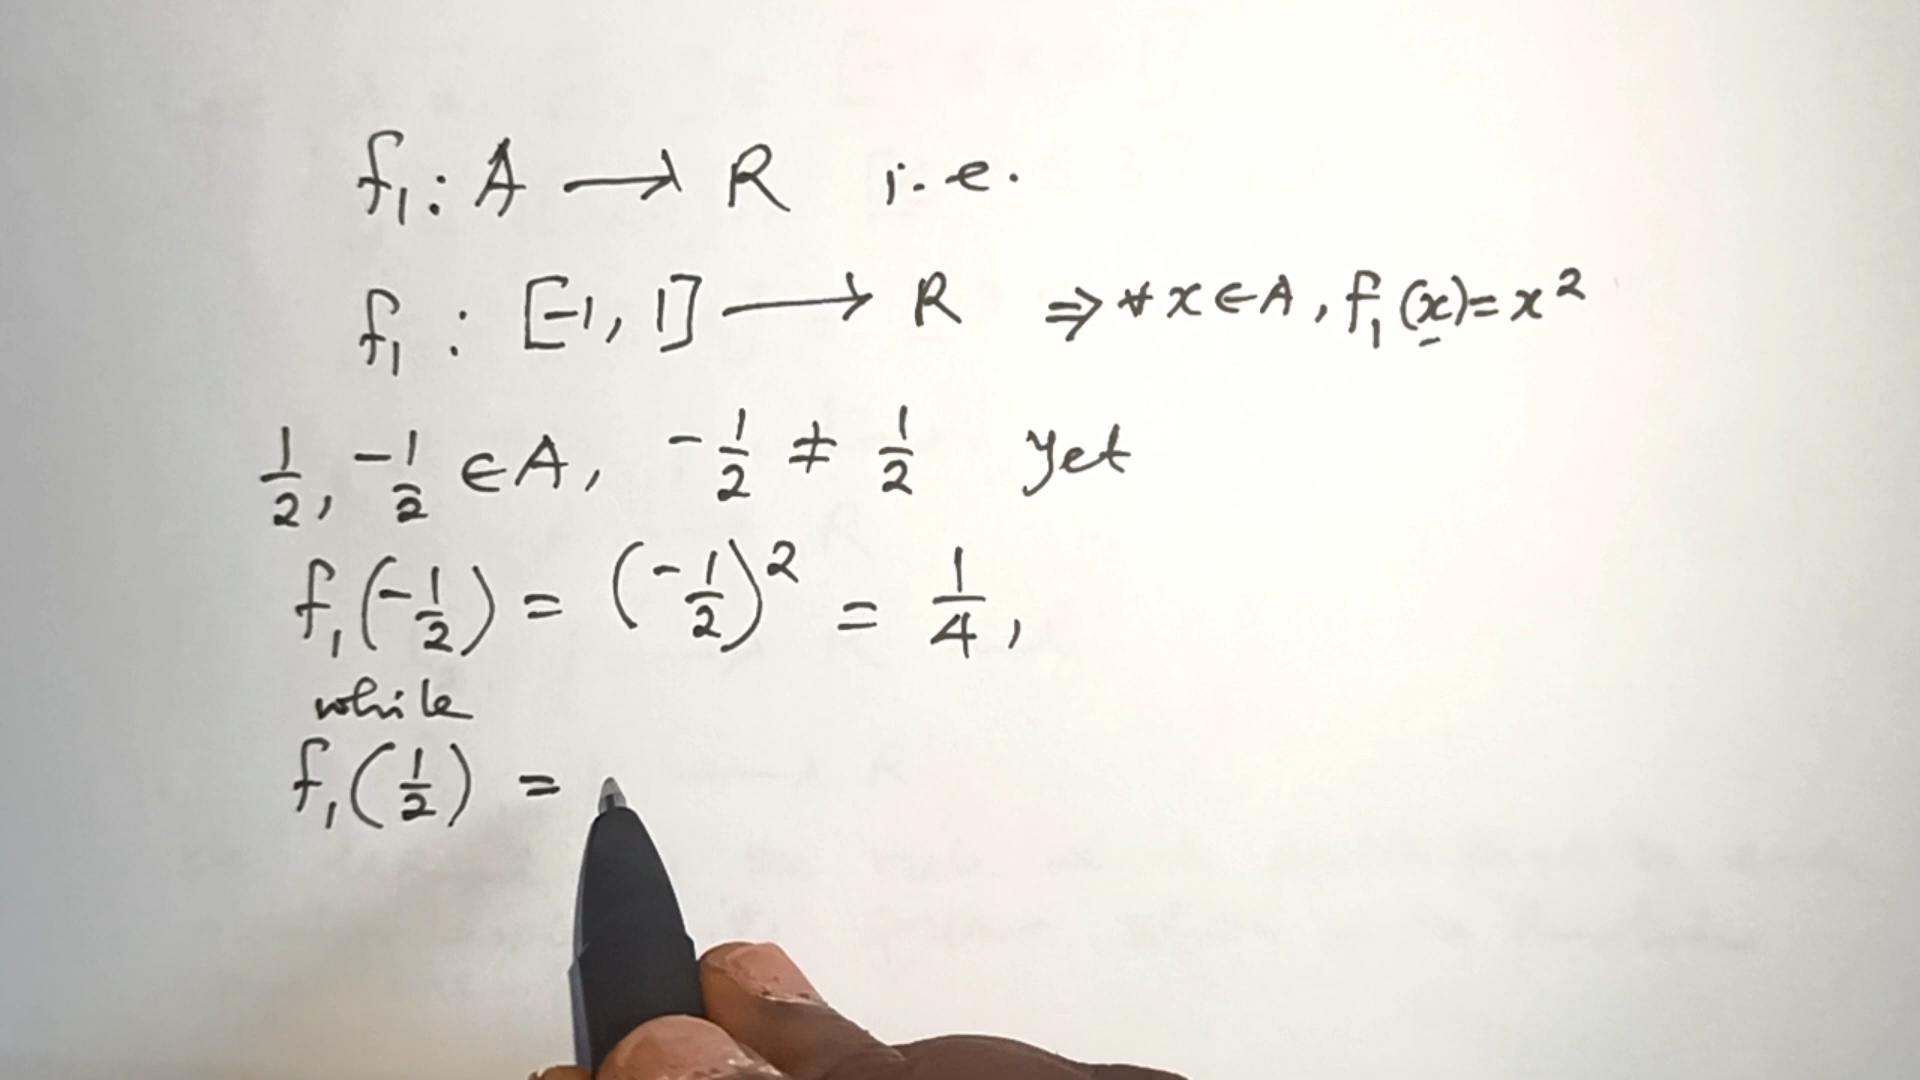 f₁: A ⟶ R i.e.
f₁ : [-1, 1] ⟶ R ⇒ ∀ x ∈ A, f₁(x) = x²
1/2, -1/2 ∈ A, -1/2 ≠ 1/2 yet
f₁(-1/2) = (-1/2)² = 1/4,
while
f₁(1/2) =